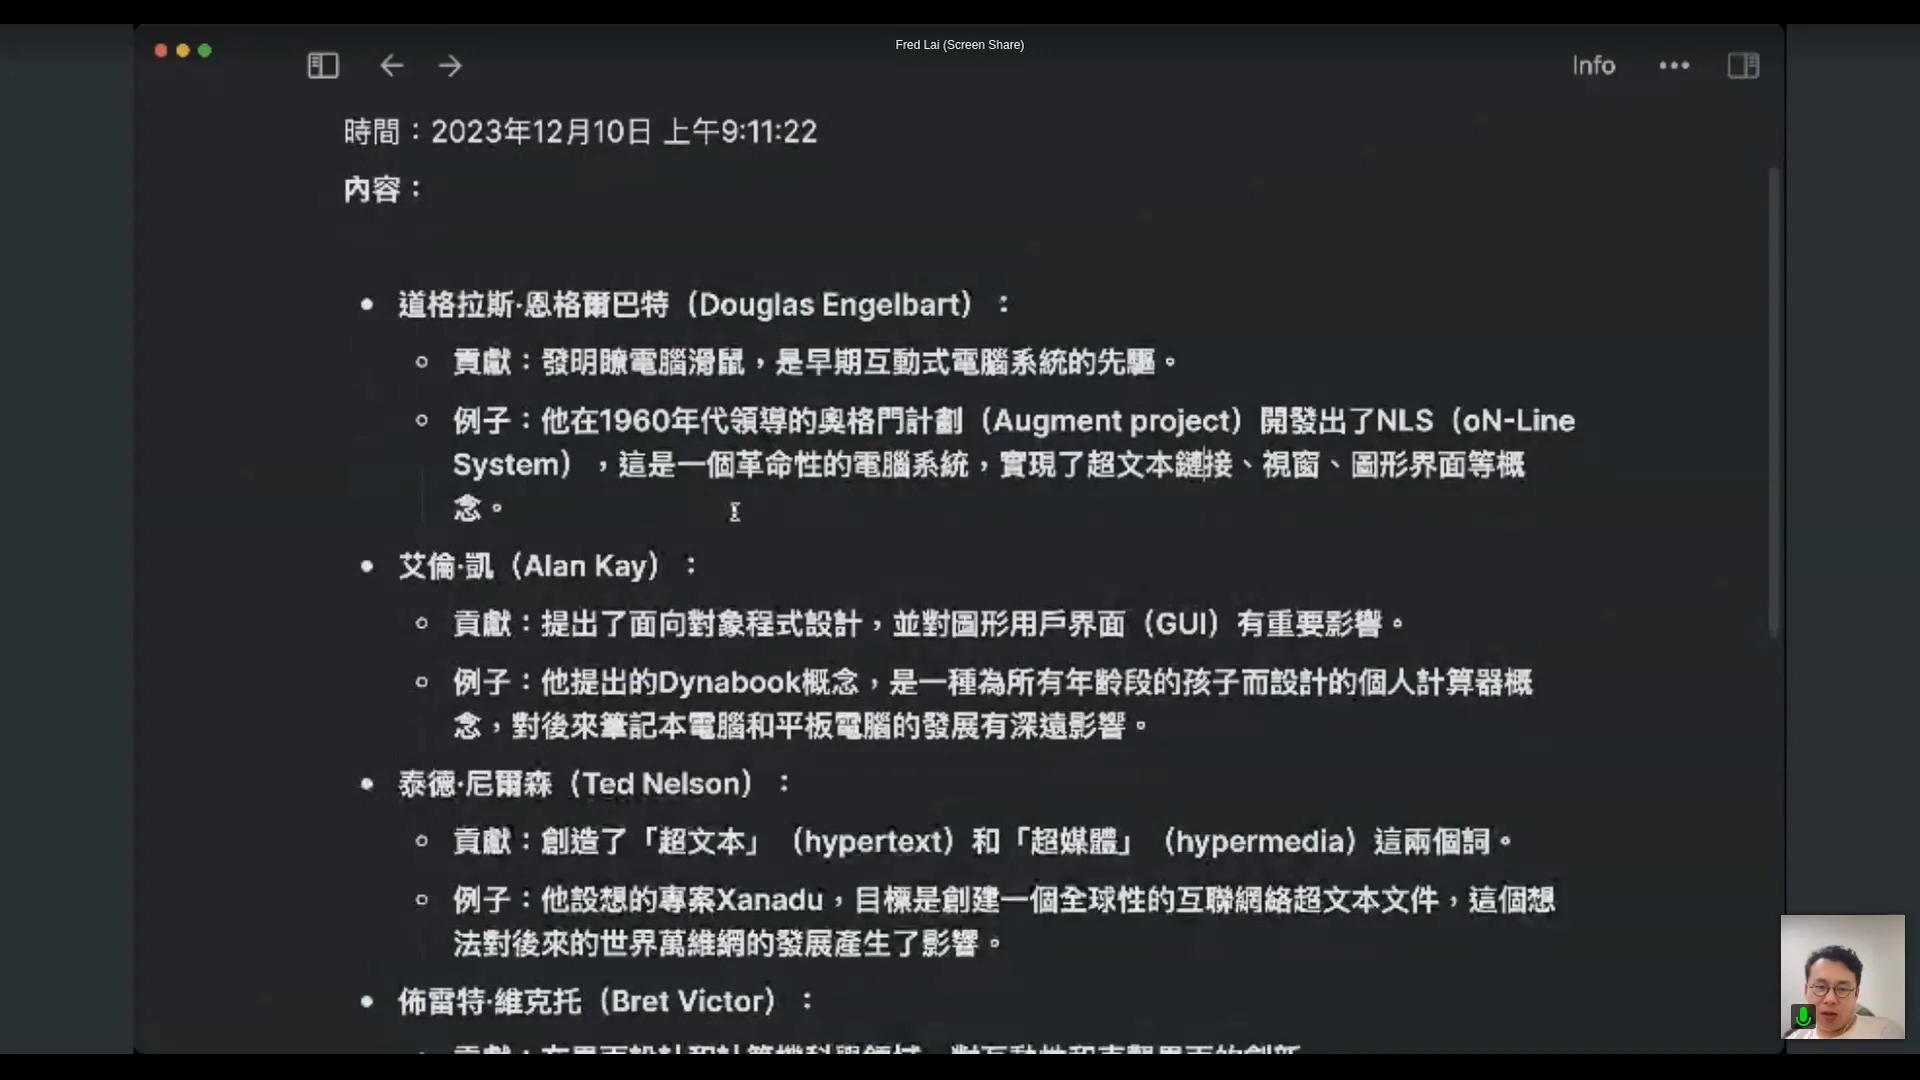 Fred Lai (Screen Share)
Info
時間：2023年12月10日 上午9:11:22
內容：
道格拉斯·恩格爾巴特（Douglas Engelbart）：
貢獻：發明瞭電腦滑鼠，是早期互動式電腦系統的先驅。
例子：他在1960年代領導的奧格門計劃（Augment project）開發出了NLS（oN-Line
System），這是一個革命性的電腦系統，實現了超文本鏈接、視窗、圖形界面等概
念。
艾倫·凱（Alan Kay）：
貢獻：提出了面向對象程式設計，並對圖形用戶界面（GUI）有重要影響。
例子：他提出的Dynabook概念，是一種為所有年齡段的孩子而設計的個人計算器概
念，對後來筆記本電腦和平板電腦的發展有深遠影響。
泰德·尼爾森（Ted Nelson）：
貢獻：創造了「超文本」（hypertext）和「超媒體」（hypermedia）這兩個詞。
例子：他設想的專案Xanadu，目標是創建一個全球性的互聯網絡超文本文件，這個想
法對後來的世界萬維網的發展產生了影響。
佈雷特·維克托（Bret Victor）：